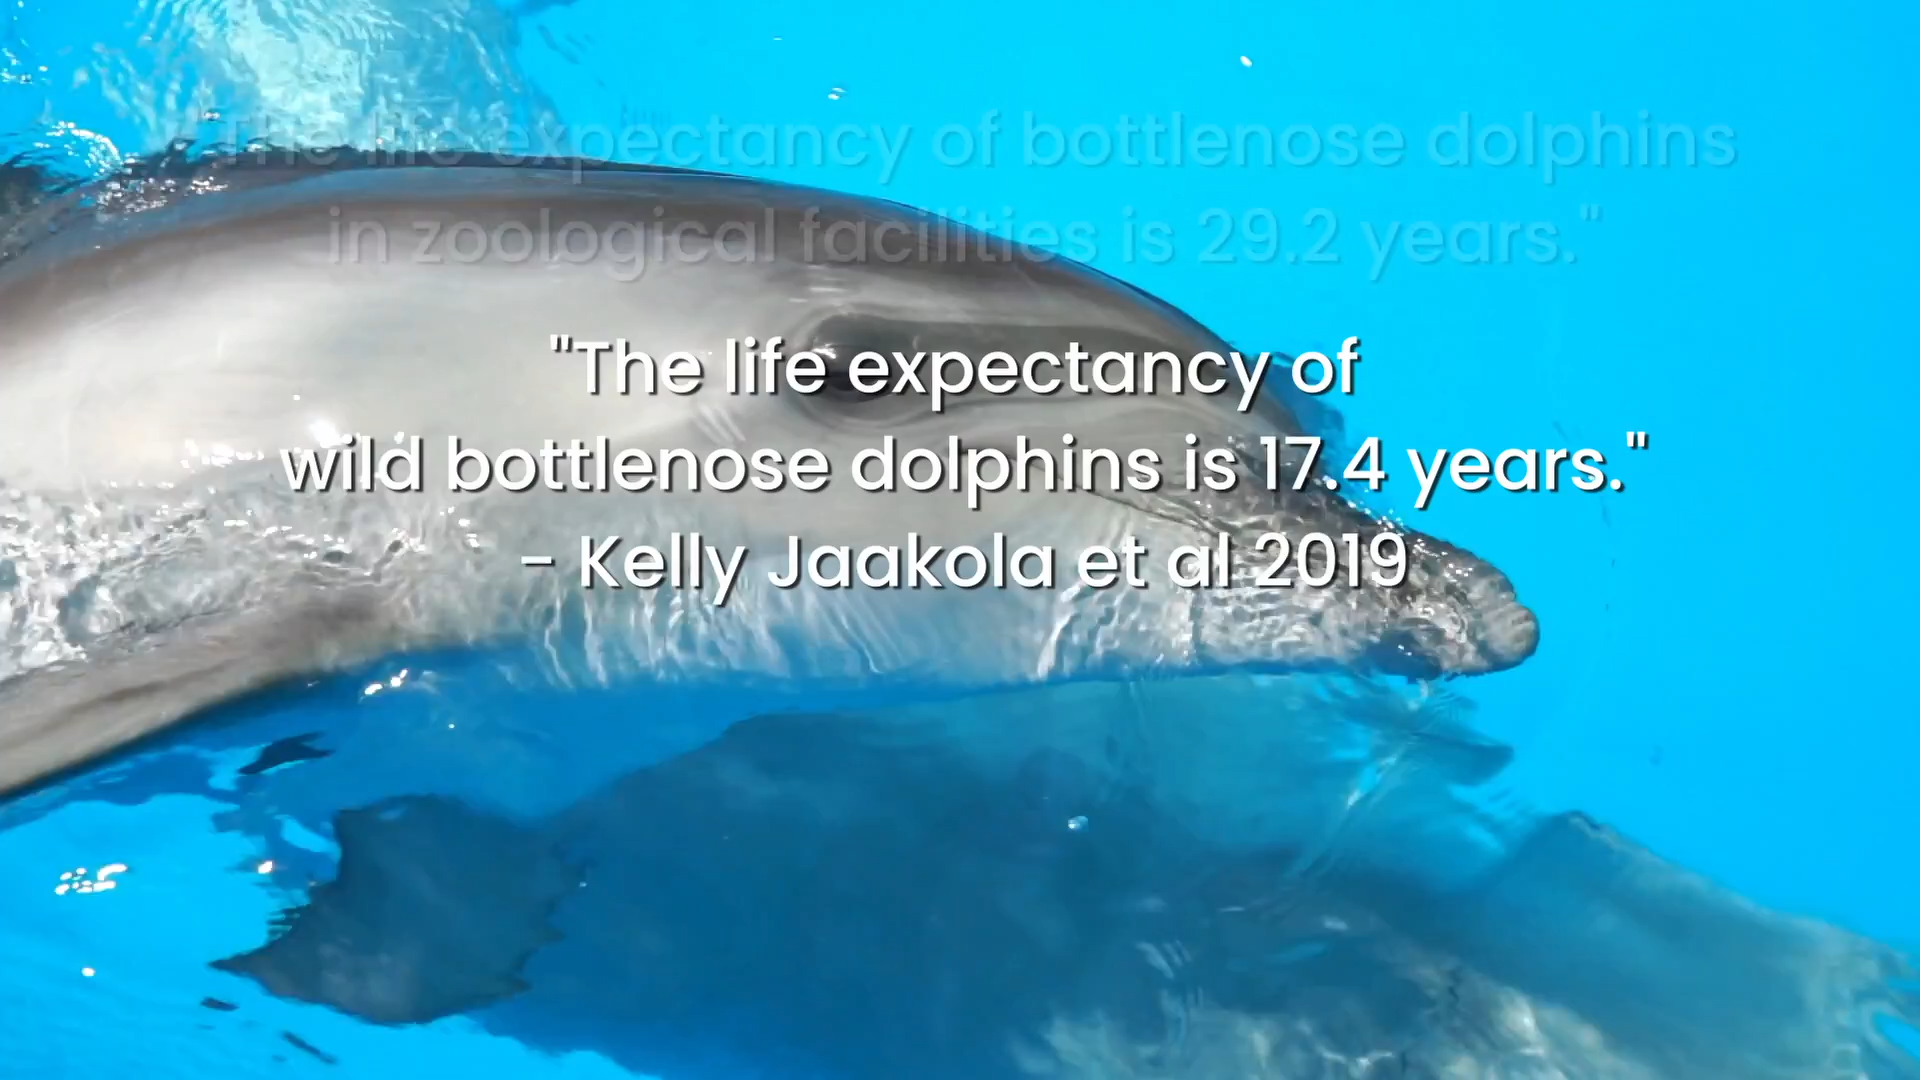 "The life expectancy of bottlenose dolphins
in zoological facilities is 29.2 years."
"The life expectancy of
wild bottlenose dolphins is 17.4 years."
- Kelly Jaakola et al 2019